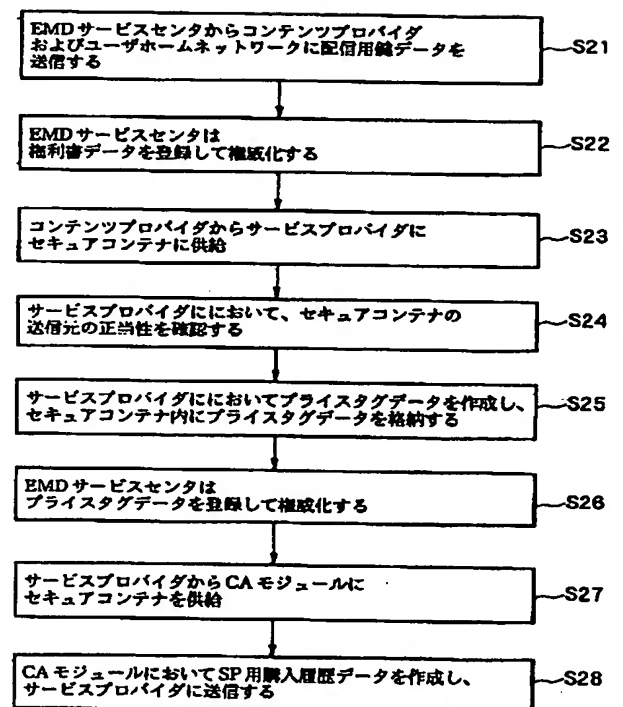 EMDサービスセンタからコンテンツプロバイダ
およびユーザホームネットワークに配信用鍵データを
送信する
S21
EMDサービスセンタは
権利書データを登録して権威化する
S22
コンテンツプロバイダからサービスプロバイダに
セキュアコンテナに供給
S23
サービスプロバイダににおいて、セキュアコンテナの
送信元の正当性を確認する
S24
サービスプロバイダににおいてプライスタグデータを作成し、
セキュアコンテナ内にプライスタグデータを格納する
S25
EMDサービスセンタは
プライスタグデータを登録して権威化する
S26
サービスプロバイダからCAモジュールに
セキュアコンテナを供給
S27
CAモジュールにおいてSP用購入履歴データを作成し、
サービスプロバイダに送信する
S28